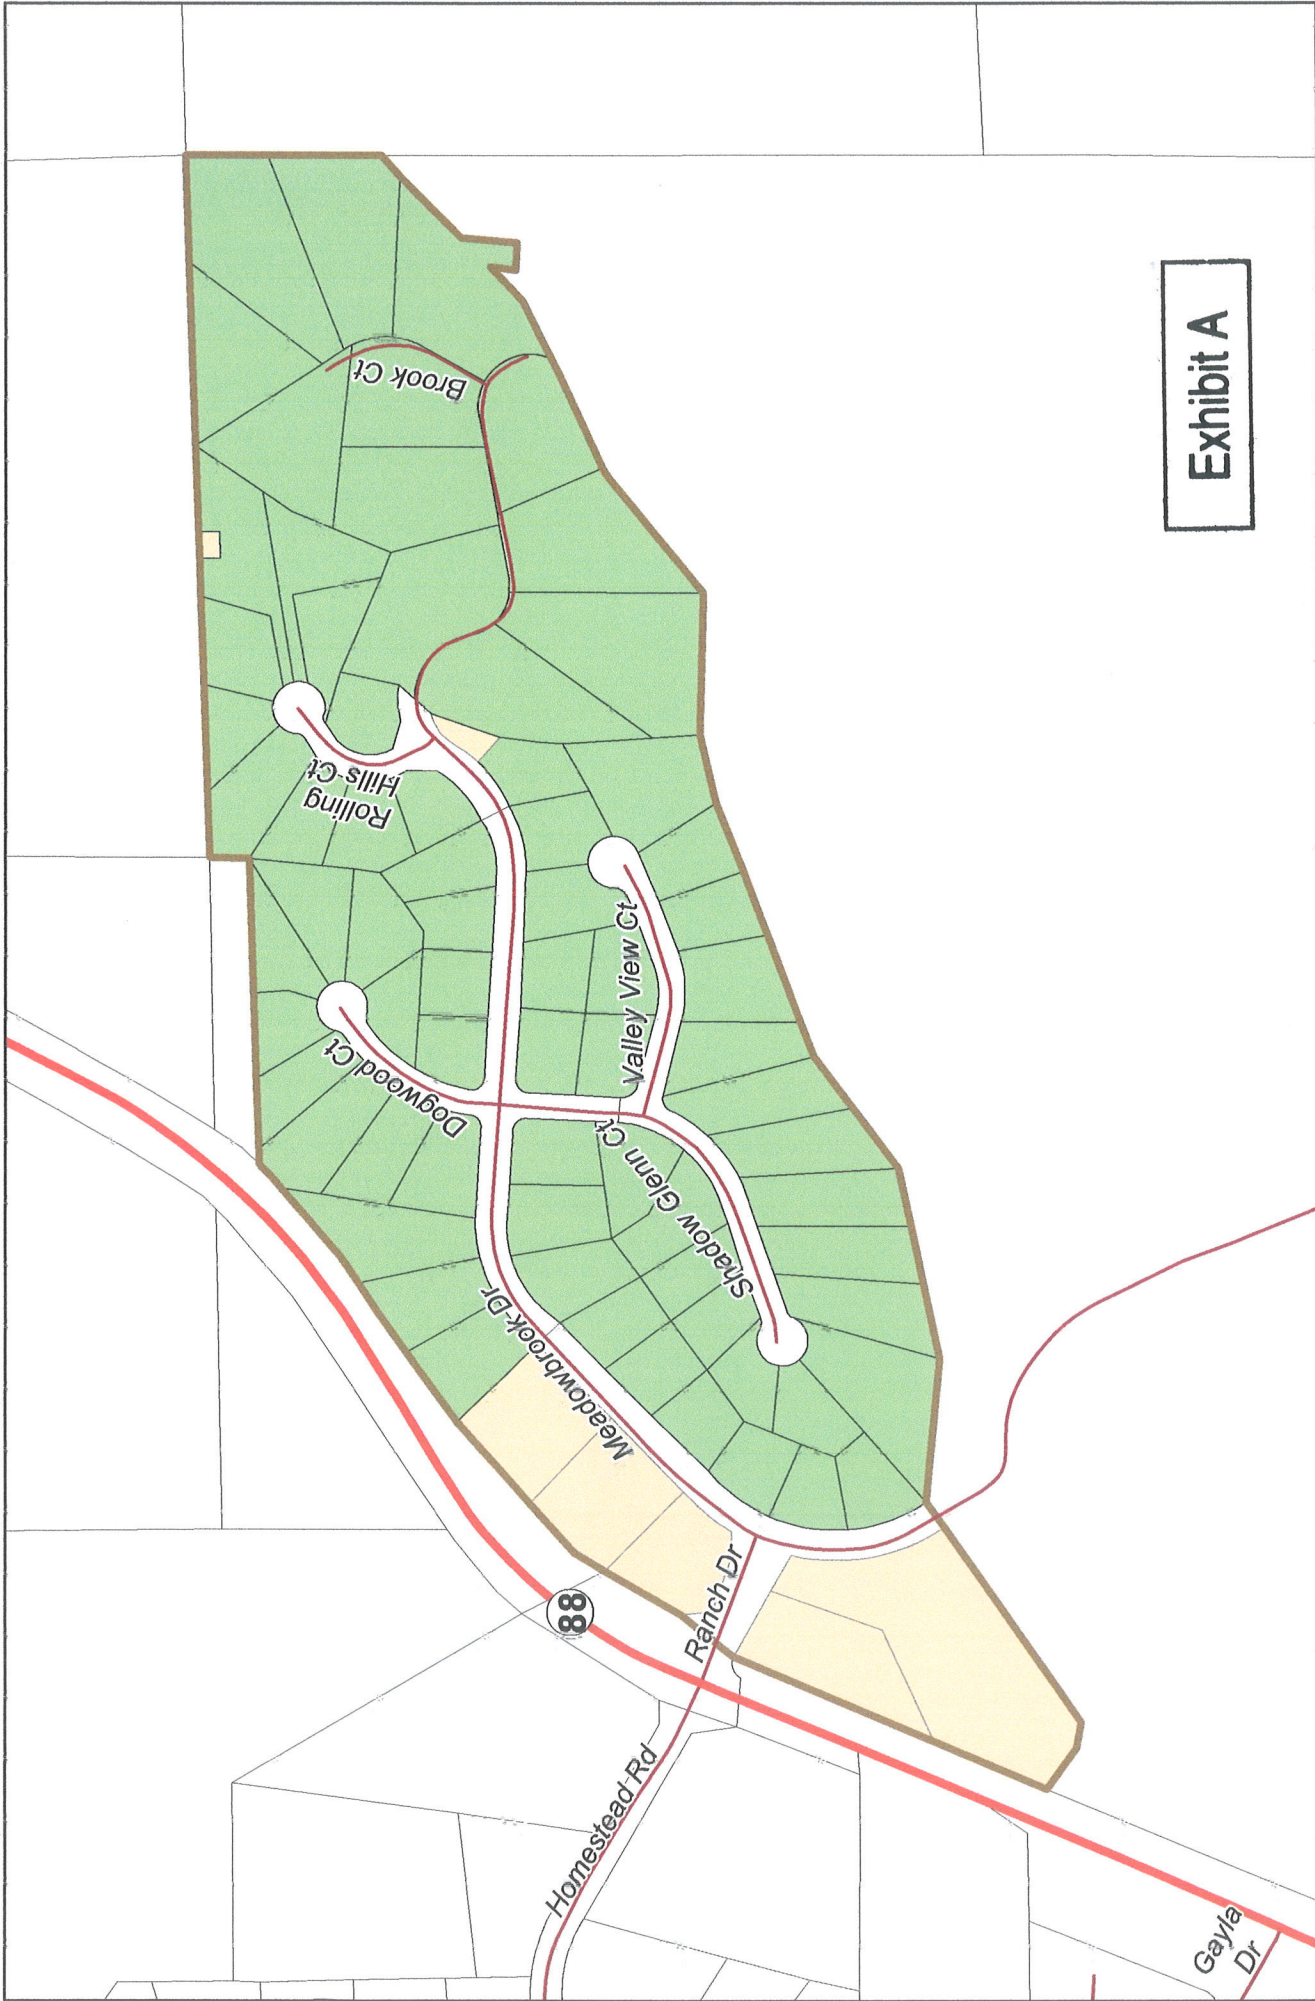 Exhibit A
Brook Ct
Rolling
Hills Ct
Valley View Ct
Dogwood Ct
Shadow Glenn Ct
Meadowbrook Dr
Ranch Dr
88
Homestead Rd
Gayla
Dr